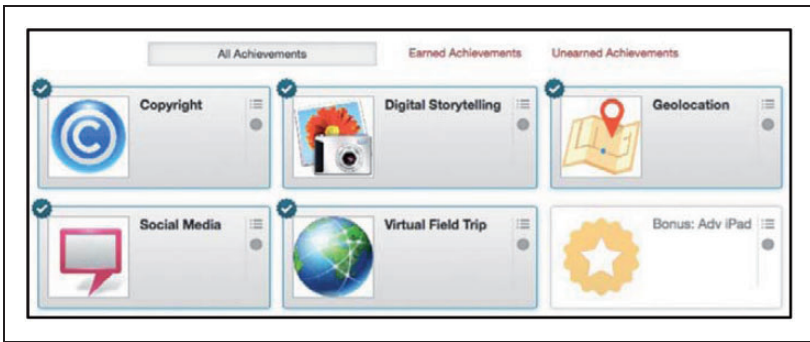 All Achievements Earned Achievements Unearned Achievements
Copyright Digital Storytelling Geolocation
Social Media Virtual Field Trip Bonus: Adv iPad